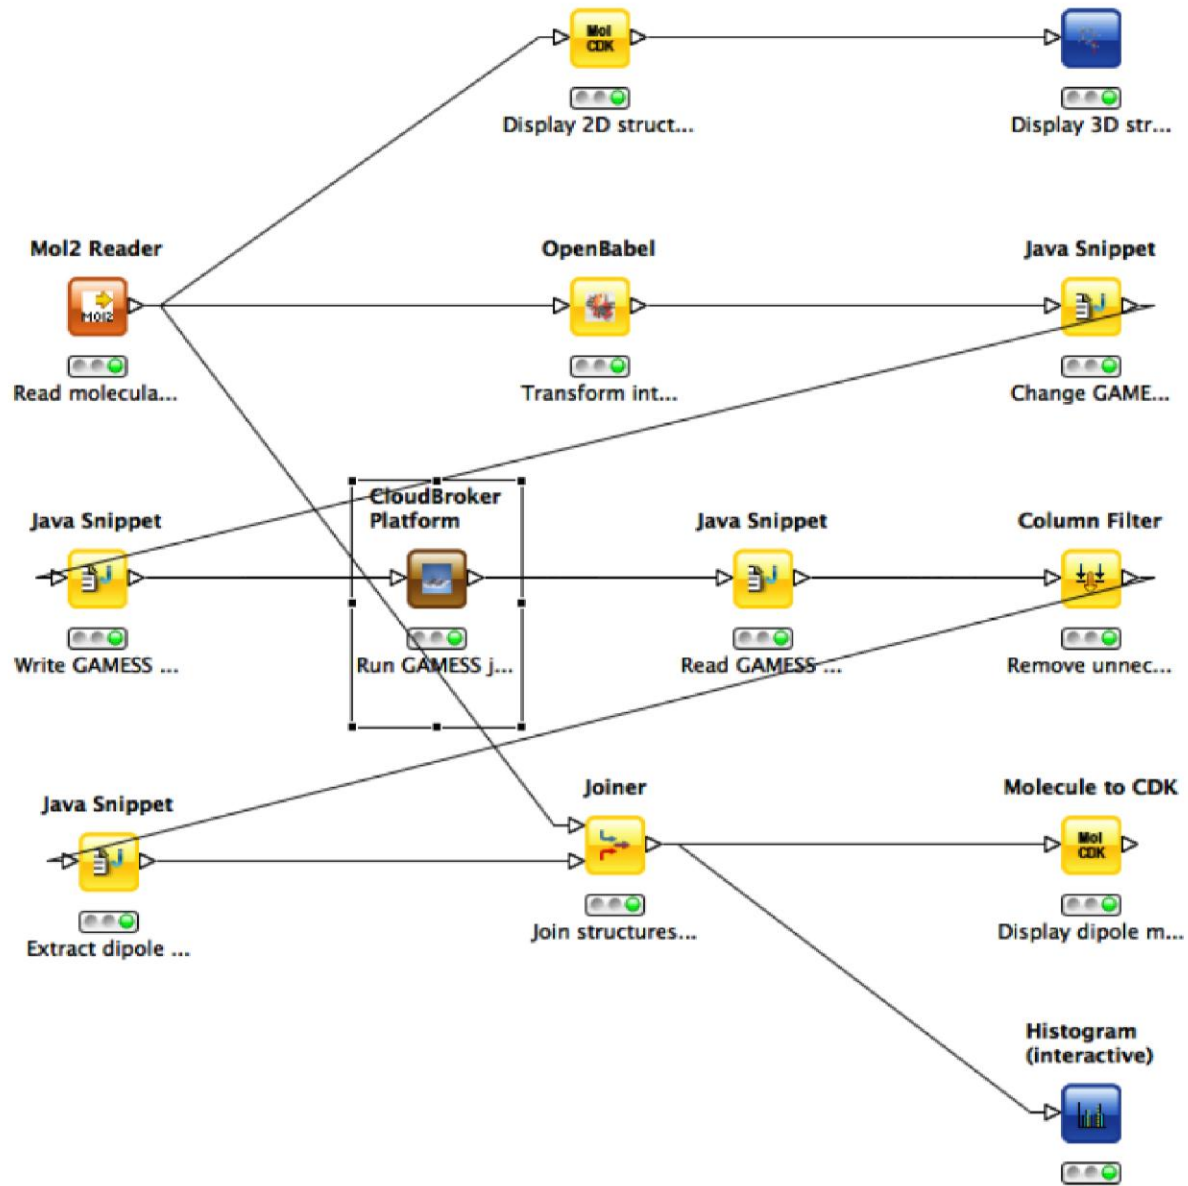 Mol
CDK
Display 2D struct...
Display 3D str...
Mol2 Reader
OpenBabel
Java Snippet
MOl2
Read molecula...
Transform int...
Change GAME...
Java Snippet
CloudBroker
Platform
Java Snippet
Column Filter
Write GAMESS ...
Run GAMESS j...
Read GAMESS ...
Remove unnec...
Java Snippet
Joiner
Molecule to CDK
Mol
CDK
Extract dipole ...
Join structures...
Display dipole m...
Histogram
(interactive)